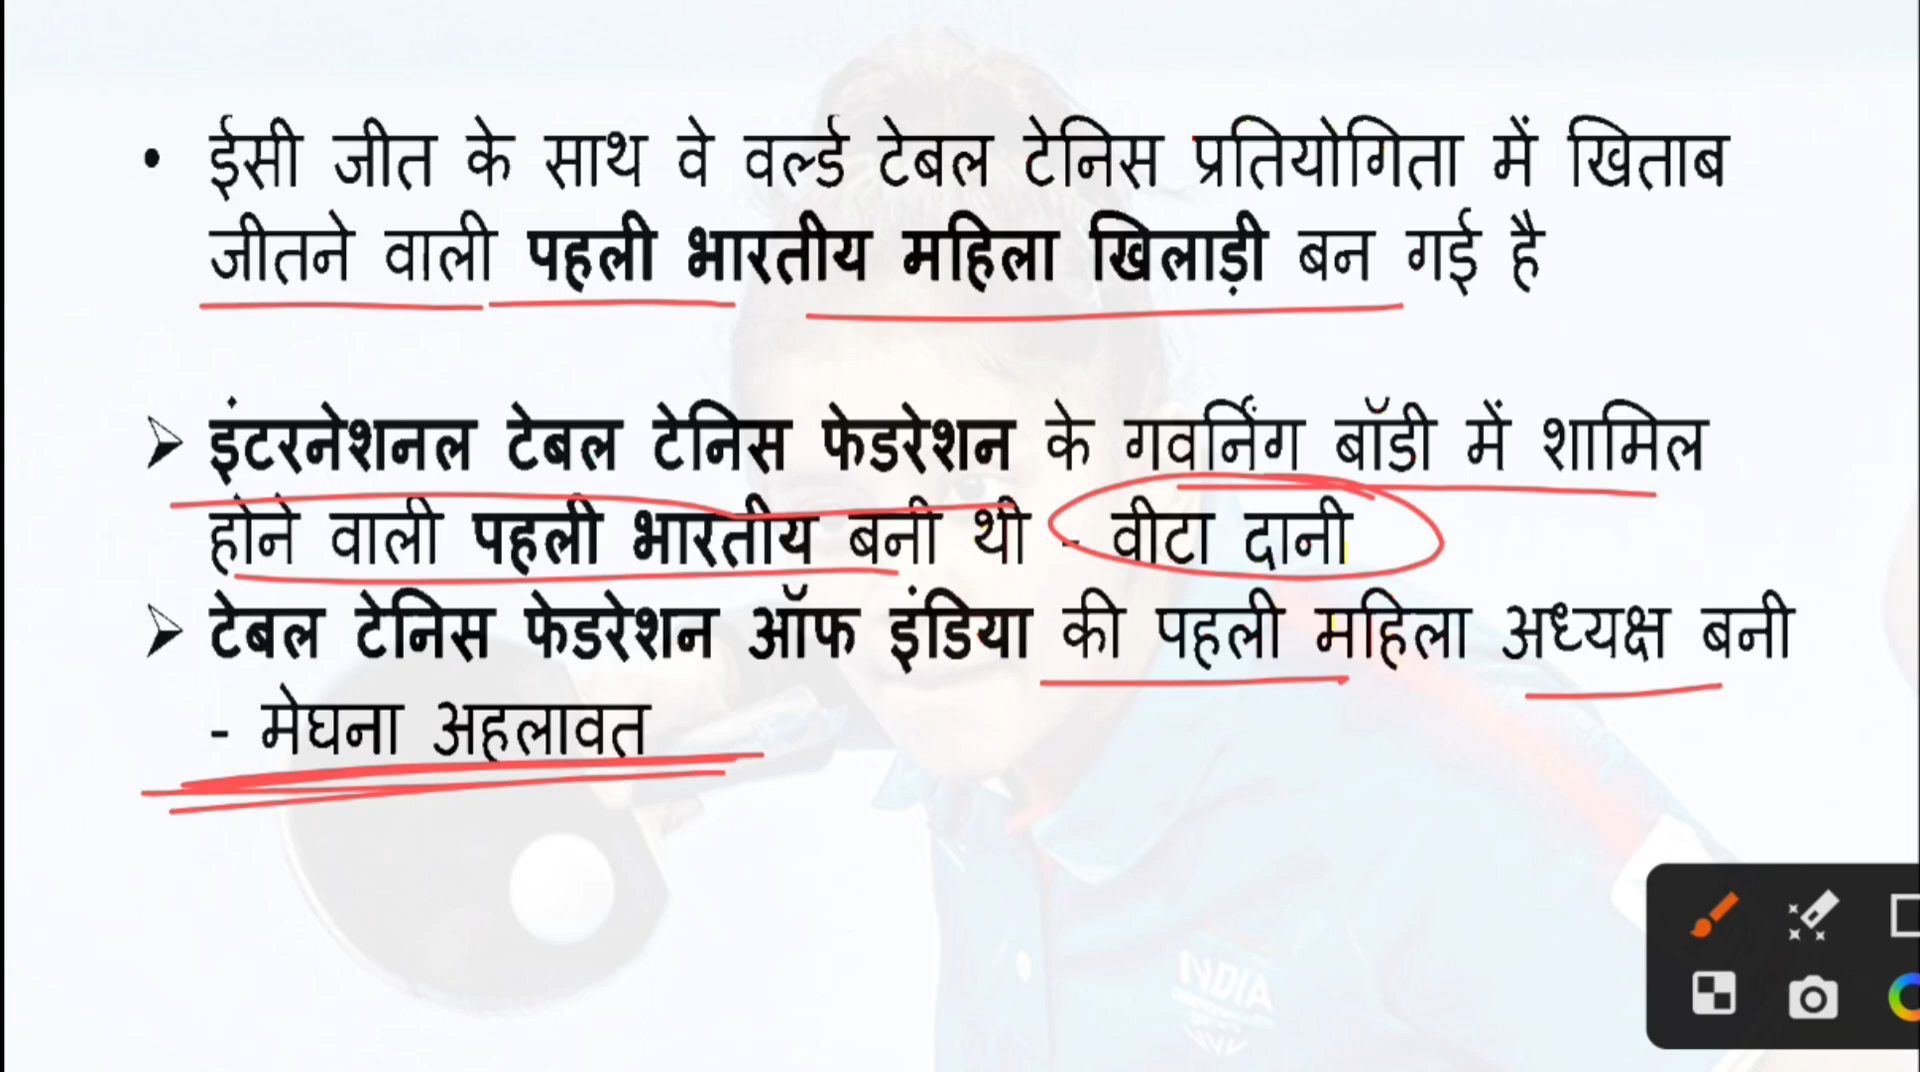 • ईसी जीत के साथ वे वर्ल्ड टेबल टेनिस प्रतियोगिता में खिताब
जीतने वाली पहली भारतीय महिला खिलाड़ी बन गई है
➢ इंटरनेशनल टेबल टेनिस फेडरेशन के गवर्निंग बॉडी में शामिल
होने वाली पहली भारतीय बनी थी - वीटा दानी
➢ टेबल टेनिस फेडरेशन ऑफ इंडिया की पहली महिला अध्यक्ष बनी
- मेघना अहलावत
NDIA